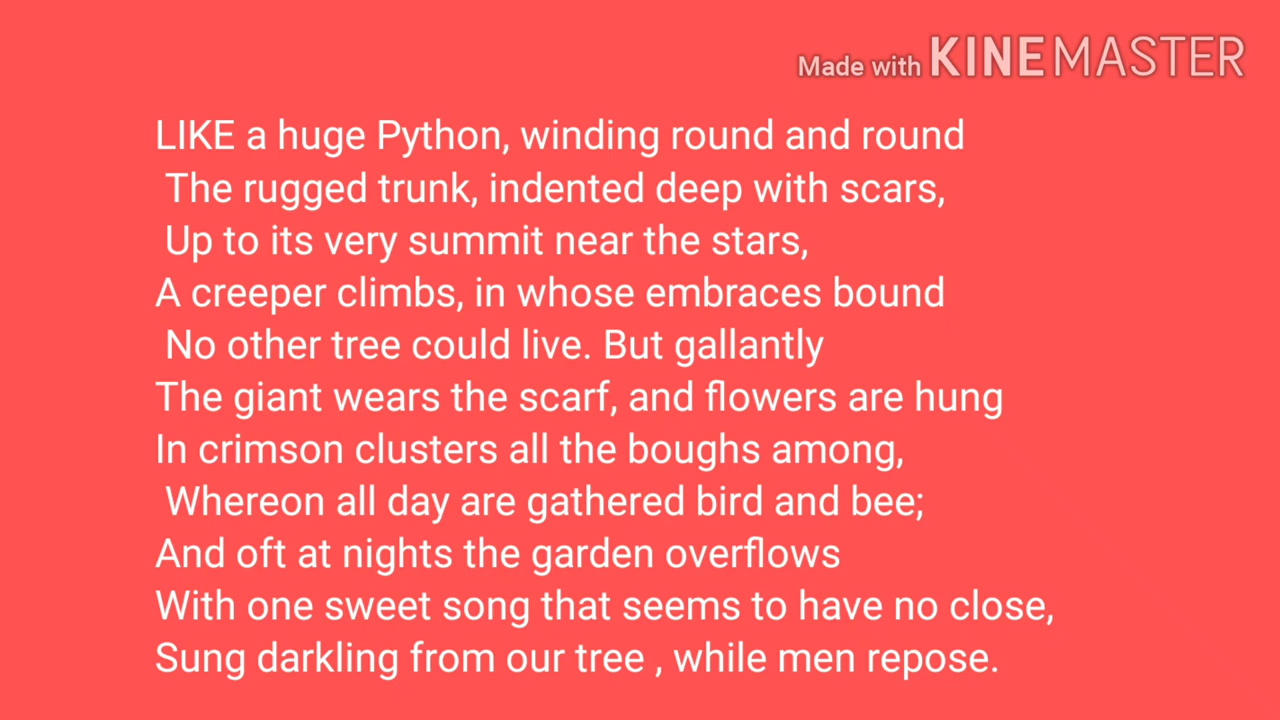 Made with KINEMASTER
LIKE a huge Python, winding round and round
The rugged trunk, indented deep with scars,
Up to its very summit near the stars,
A creeper climbs, in whose embraces bound
No other tree could live. But gallantly
The giant wears the scarf, and flowers are hung
In crimson clusters all the boughs among,
Whereon all day are gathered bird and bee;
And oft at nights the garden overflows
With one sweet song that seems to have no close,
Sung darkling from our tree , while men repose.